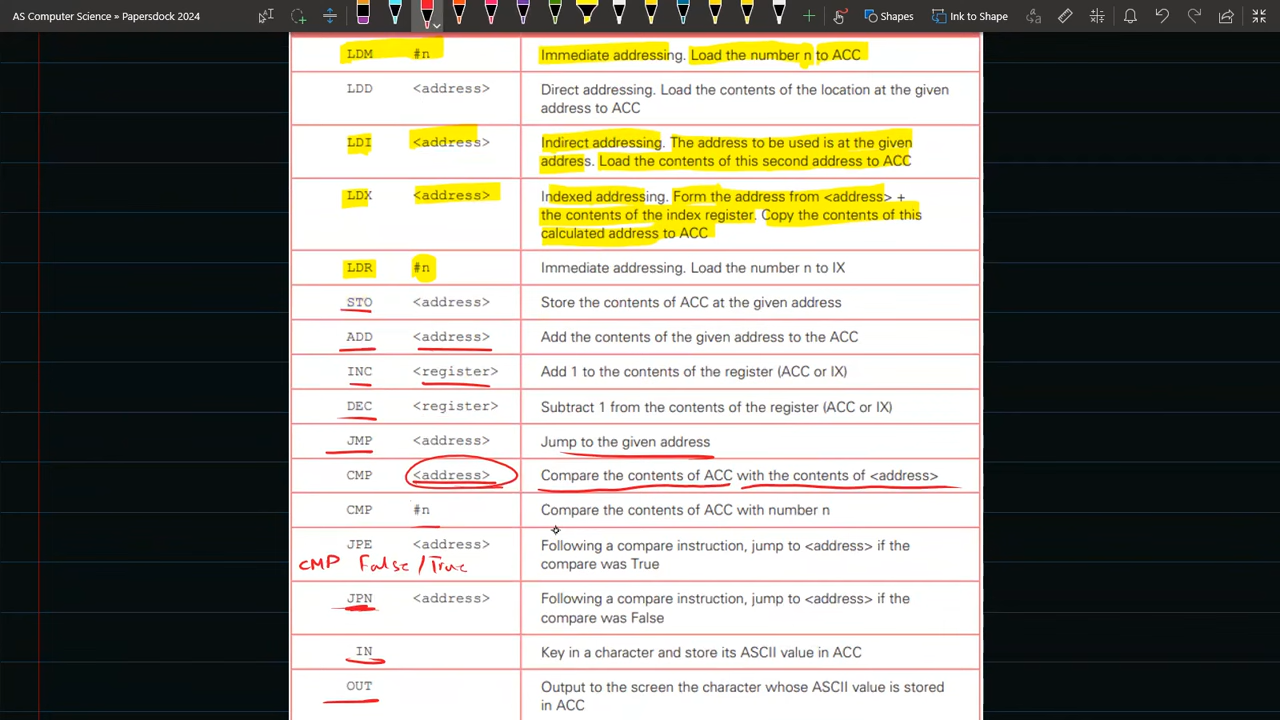 AS Computer Science » Papersdock 2024
Shapes
Ink to Shape
LDM #n Immediate addressing. Load the number n to ACC
LDD <address> Direct addressing. Load the contents of the location at the given
address to ACC
LDI <address> Indirect addressing. The address to be used is at the given
address. Load the contents of this second address to ACC
LDX <address> Indexed addressing. Form the address from <address> +
the contents of the index register. Copy the contents of this
calculated address to ACC
LDR #n Immediate addressing. Load the number n to IX
STO <address> Store the contents of ACC at the given address
ADD <address> Add the contents of the given address to the ACC
INC <register> Add 1 to the contents of the register (ACC or IX)
DEC <register> Subtract 1 from the contents of the register (ACC or IX)
JMP <address> Jump to the given address
CMP <address> Compare the contents of ACC with the contents of <address>
CMP #n Compare the contents of ACC with number n
JPE <address> Following a compare instruction, jump to <address> if the
compare was True
CMP False/True
JPN <address> Following a compare instruction, jump to <address> if the
compare was False
IN Key in a character and store its ASCII value in ACC
OUT Output to the screen the character whose ASCII value is stored
in ACC